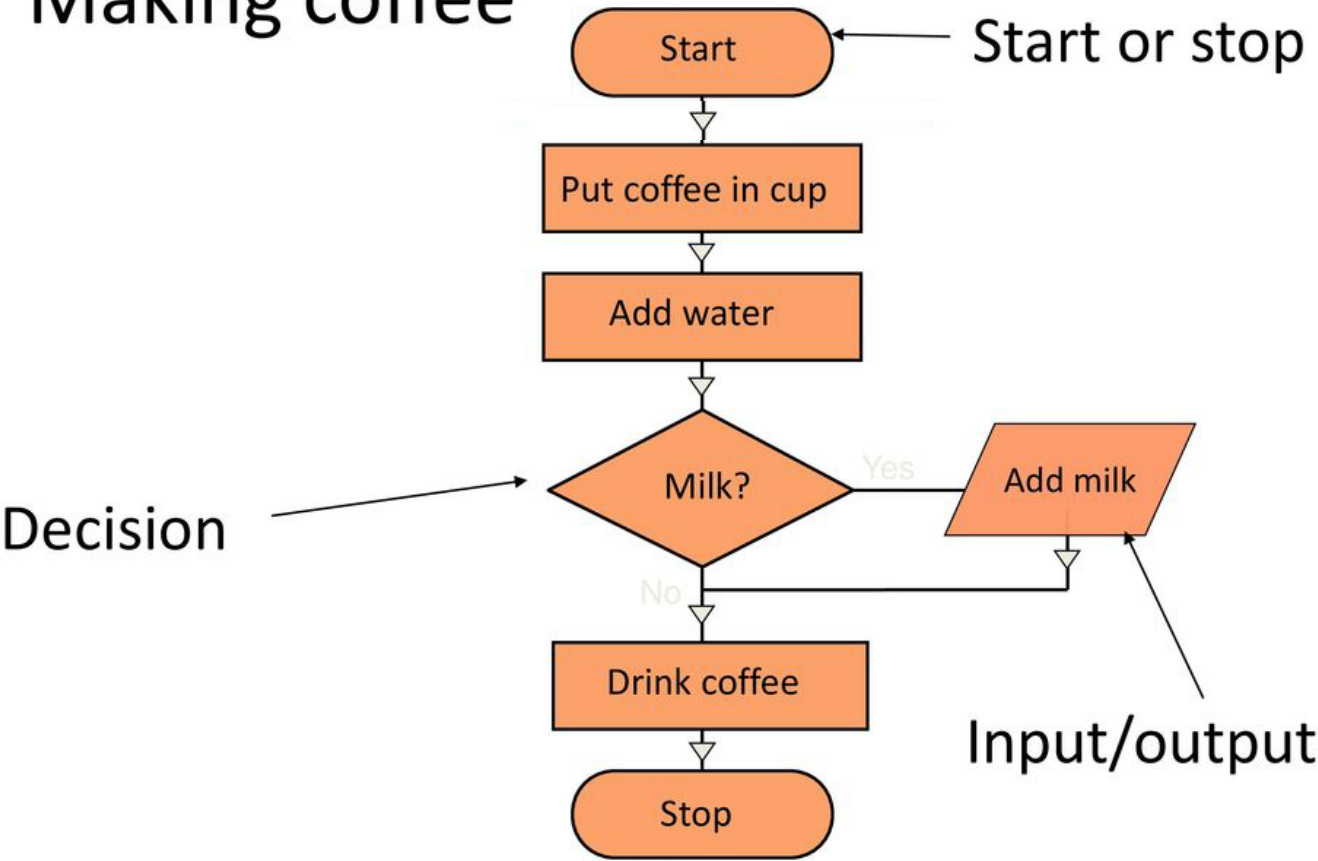 Making coffee
Start
Start or stop
Put coffee in cup
Add water
Milk?
Yes
Add milk
Decision
No
Drink coffee
Input/output
Stop